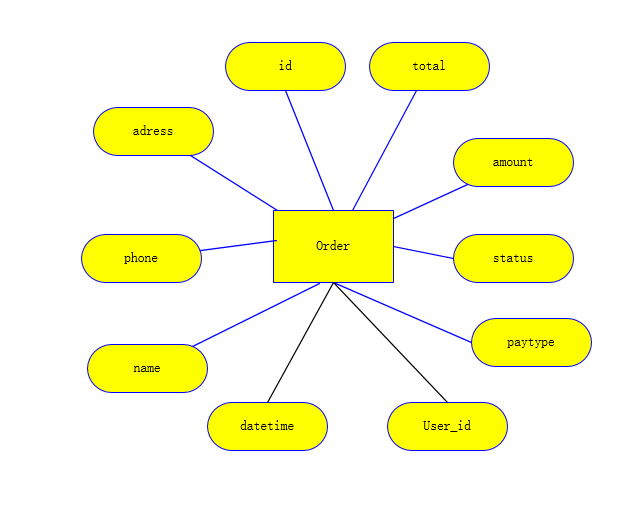 id
total
adress
amount
Order
phone
status
paytype
name
datetime
User_id